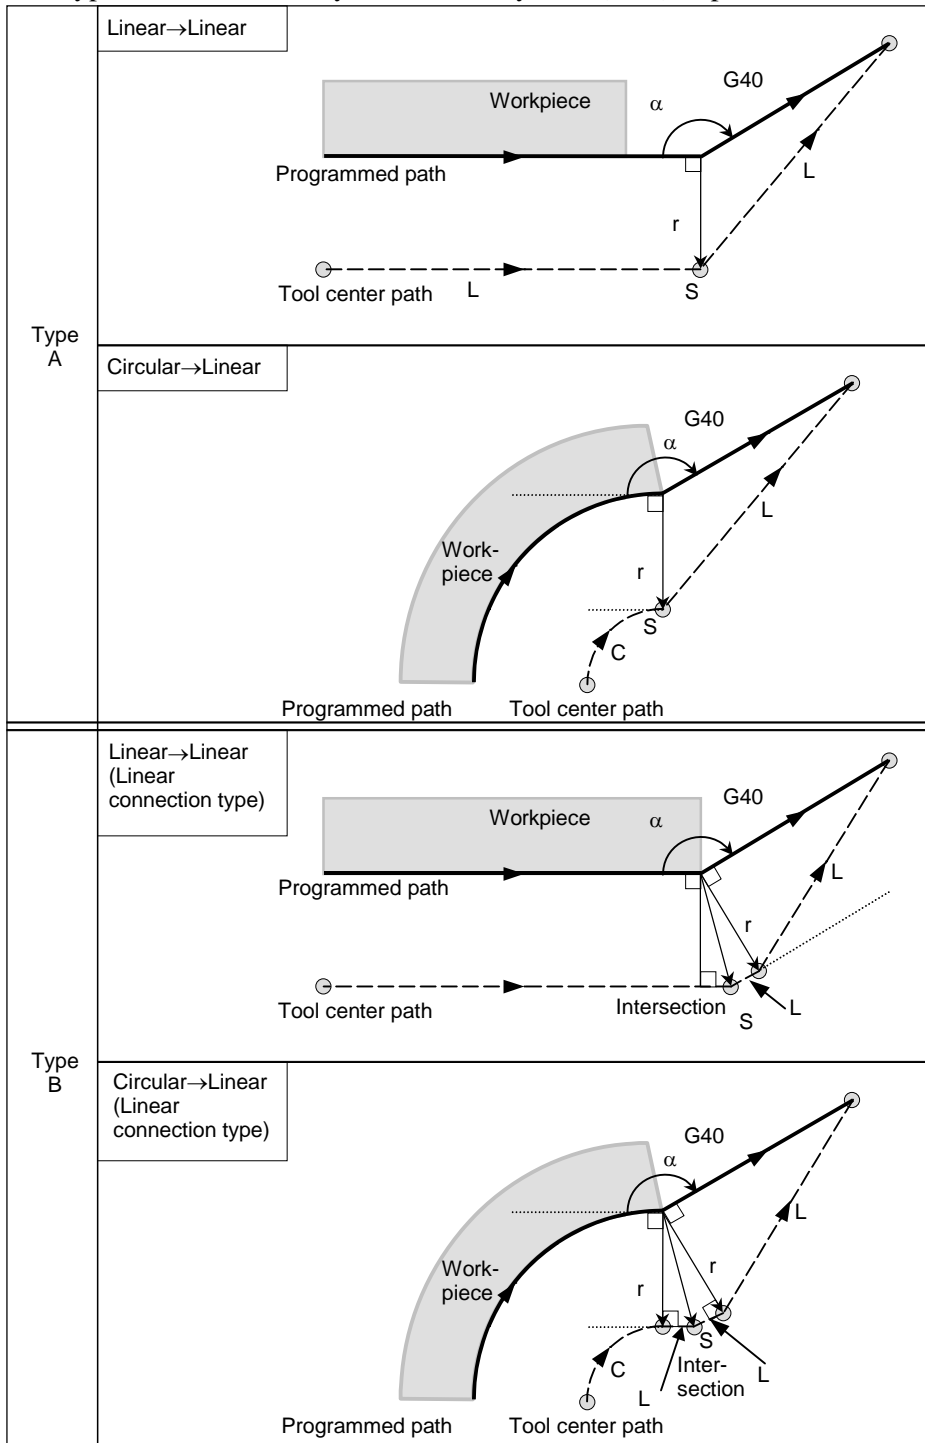 Linear→Linear
G40
Workpiece
α
Programmed path
L
r
Tool center path
L
S
Type
A
Circular→Linear
G40
α
Work-
piece
L
r
S
C
Programmed path
Tool center path
Linear→Linear
(Linear
connection type)
G40
Workpiece
α
Programmed path
L
r
Tool center path
Intersection
S
L
Type
B
Circular→Linear
(Linear
connection type)
G40
α
L
Work-
piece
r
r
S
C
Inter-
section
L
L
Programmed path
Tool center path